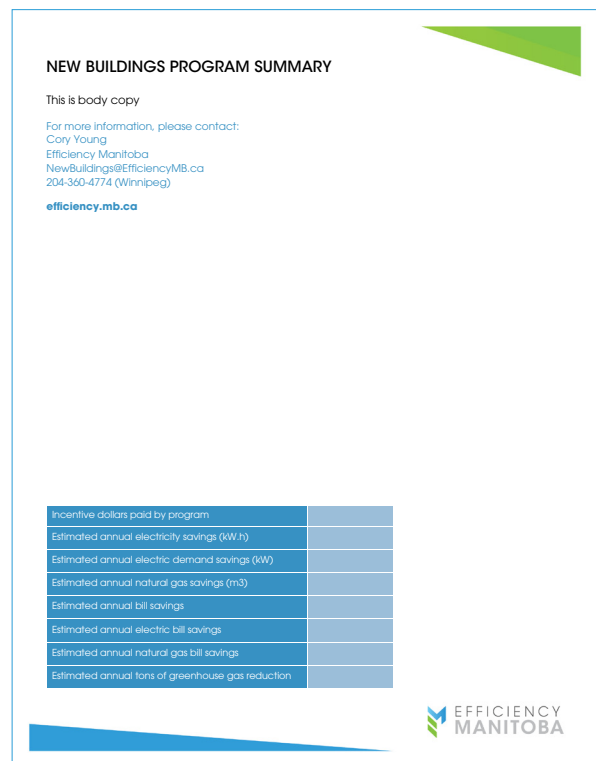 NEW BUILDINGS PROGRAM SUMMARY
This is body copy
For more information, please contact:
Cory Young
Efficiency Manitoba
NewBuildings@EfficiencyMB.ca
204-360-4774 (Winnipeg)
efficiency.mb.ca
Incentive dollars paid by program
Estimated annual electricity savings (kW.h)
Estimated annual electric demand savings (kW)
Estimated annual natural gas savings (m3)
Estimated annual bill savings
Estimated annual electric bill savings
Estimated annual natural gas bill savings
Estimated annual tons of greenhouse gas reduction
EFFICIENCY
MANITOBA